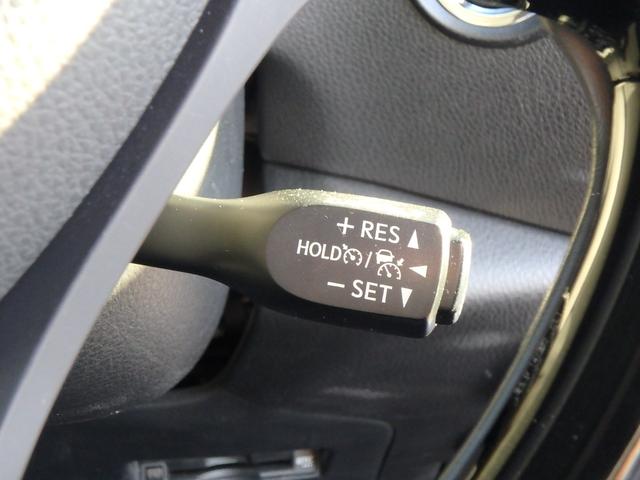 + RES ▲
HOLD / ◀
− SET ▼